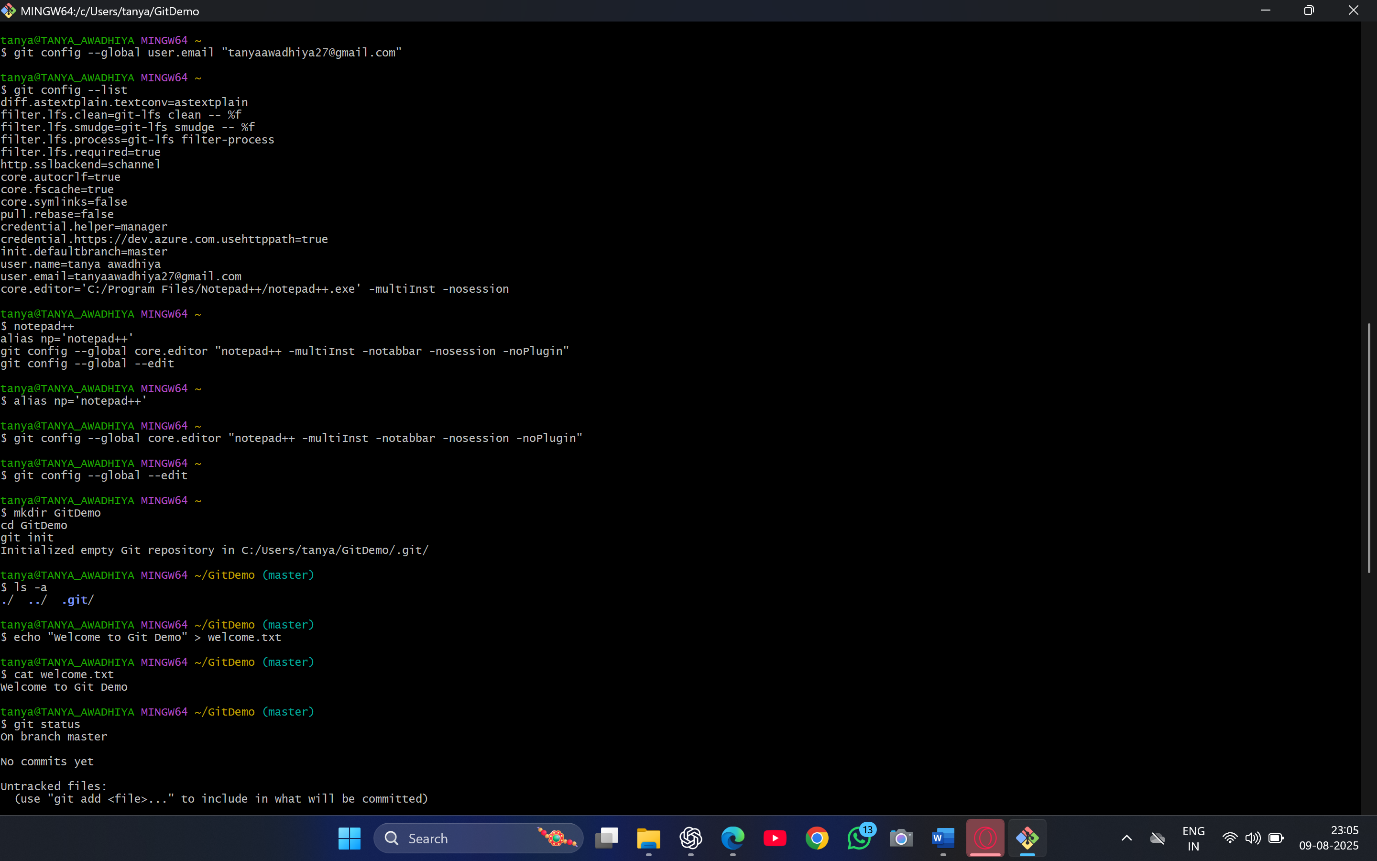 MINGW64:/c/Users/tanya/GitDemo
tanya@TANYA_AWADHIYA MINGW64 ~
$ git config --global user.email "tanyaawadhiya27@gmail.com"
tanya@TANYA_AWADHIYA MINGW64 ~
$ git config --list
diff.astextplain.textconv=astextplain
filter.lfs.clean=git-lfs clean -- %f
filter.lfs.smudge=git-lfs smudge -- %f
filter.lfs.process=git-lfs filter-process
filter.lfs.required=true
http.sslbackend=schannel
core.autocrlf=true
core.fscache=true
core.symlinks=false
pull.rebase=false
credential.helper=manager
credential.https://dev.azure.com.usehttppath=true
init.defaultbranch=master
user.name=tanya awadhiya
user.email=tanyaawadhiya27@gmail.com
core.editor='C:/Program Files/Notepad++/notepad++.exe' -multiInst -nosession
tanya@TANYA_AWADHIYA MINGW64 ~
$ notepad++
alias np='notepad++'
git config --global core.editor "notepad++ -multiInst -notabbar -nosession -noPlugin"
git config --global --edit
tanya@TANYA_AWADHIYA MINGW64 ~
$ alias np='notepad++'
tanya@TANYA_AWADHIYA MINGW64 ~
$ git config --global core.editor "notepad++ -multiInst -notabbar -nosession -noPlugin"
tanya@TANYA_AWADHIYA MINGW64 ~
$ git config --global --edit
tanya@TANYA_AWADHIYA MINGW64 ~
$ mkdir GitDemo
cd GitDemo
git init
Initialized empty Git repository in C:/Users/tanya/GitDemo/.git/
tanya@TANYA_AWADHIYA MINGW64 ~/GitDemo (master)
$ ls -a
./  ../  .git/
tanya@TANYA_AWADHIYA MINGW64 ~/GitDemo (master)
$ echo "Welcome to Git Demo" > welcome.txt
tanya@TANYA_AWADHIYA MINGW64 ~/GitDemo (master)
$ cat welcome.txt
Welcome to Git Demo
tanya@TANYA_AWADHIYA MINGW64 ~/GitDemo (master)
$ git status
On branch master
No commits yet
Untracked files:
  (use "git add <file>..." to include in what will be committed)
Search
13
ENG
IN
23:05
09-08-2025